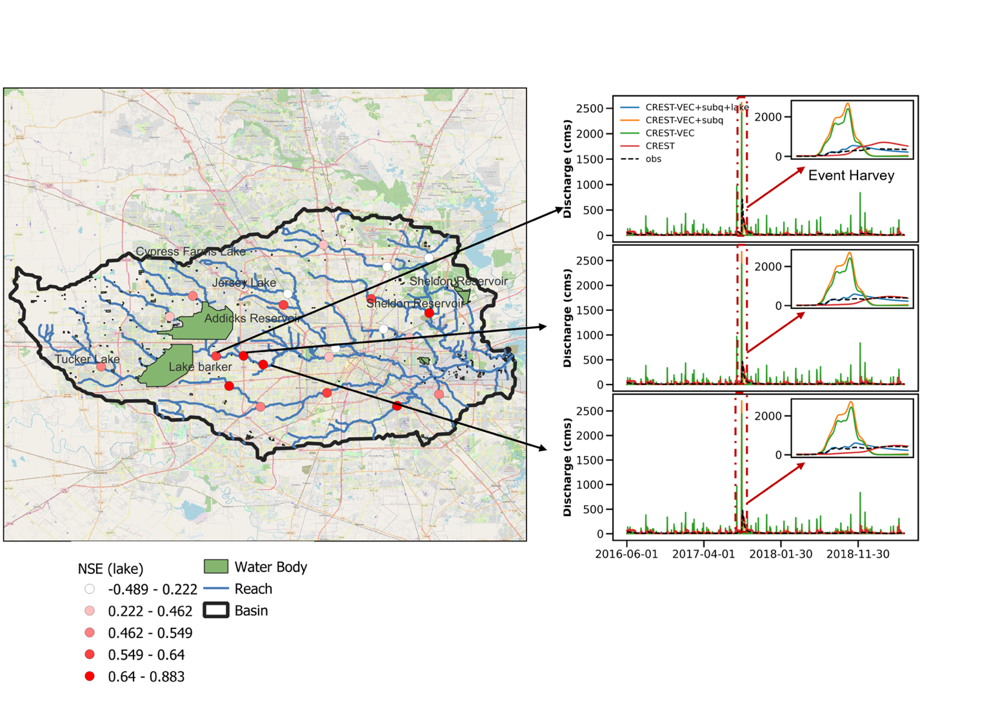 Cypress Farms Lake
Jersey Lake
Sheldon Reservoir
Sheldon Reservoir
Addicks Reservoir
Tucker Lake
Lake barker
NSE (lake)
-0.489 - 0.222
0.222 - 0.462
0.462 - 0.549
0.549 - 0.64
0.64 - 0.883
Water Body
Reach
Basin
Discharge (cms)
2500
2000
1500
1000
500
0
CREST-VEC+subq+lake
CREST-VEC+subq
CREST-VEC
CREST
obs
2000
0
Event Harvey
Discharge (cms)
2500
2000
1500
1000
500
0
2000
0
Discharge (cms)
2500
2000
1500
1000
500
0
2000
0
2016-06-01 2017-04-01 2018-01-30 2018-11-30